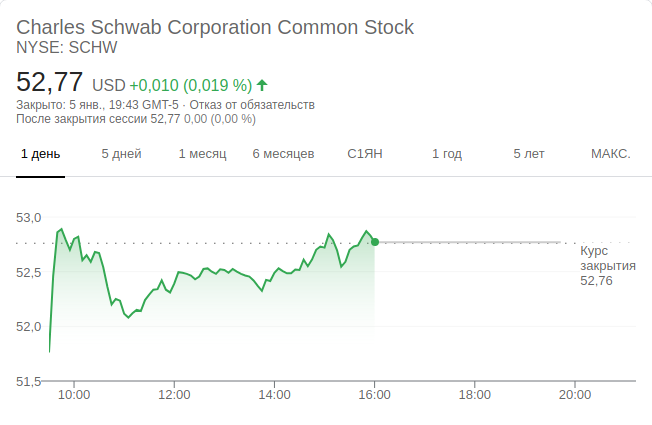 Charles Schwab Corporation Common Stock
NYSE: SCHW
52,77 USD +0,010 (0,019 %)
Закрыто: 5 янв., 19:43 GMT-5 · Отказ от обязательств
После закрытия сессии 52,77 0,00 (0,00 %)
1 день 5 дней 1 месяц 6 месяцев С1ЯН 1 год 5 лет МАКС.
53,0
52,5
52,0
51,5
Курс
закрытия
52,76
10:00 12:00 14:00 16:00 18:00 20:00